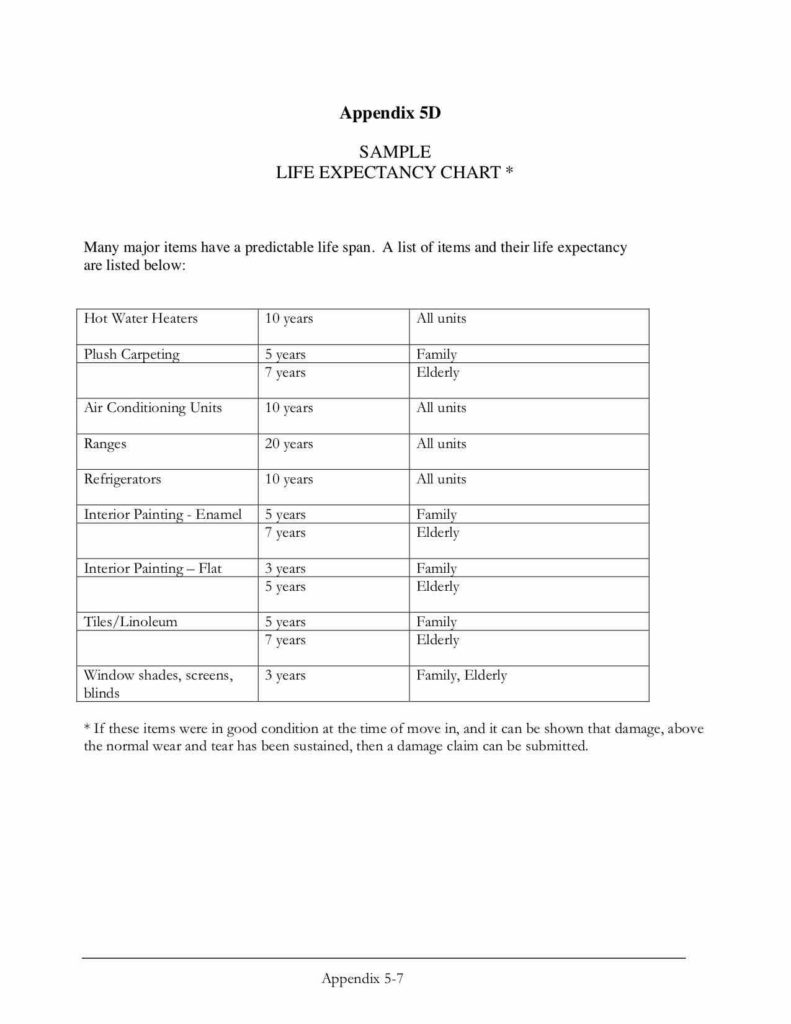 Appendix 5D
SAMPLE
LIFE EXPECTANCY CHART *
Many major items have a predictable life span.  A list of items and their life expectancy
are listed below:
Hot Water Heaters 10 years All units
Plush Carpeting 5 years Family
7 years Elderly
Air Conditioning Units 10 years All units
Ranges 20 years All units
Refrigerators 10 years All units
Interior Painting - Enamel 5 years Family
7 years Elderly
Interior Painting – Flat 3 years Family
5 years Elderly
Tiles/Linoleum 5 years Family
7 years Elderly
Window shades, screens, 3 years Family, Elderly
blinds
* If these items were in good condition at the time of move in, and it can be shown that damage, above
the normal wear and tear has been sustained, then a damage claim can be submitted.
Appendix 5-7